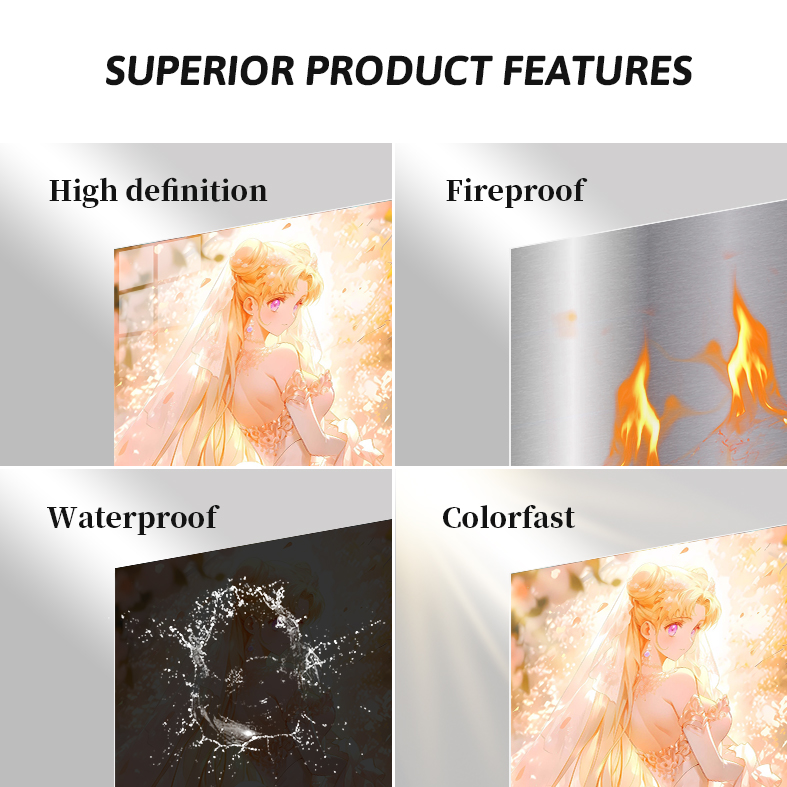 SUPERIOR PRODUCT FEATURES
High definition
Fireproof
Waterproof
Colorfast